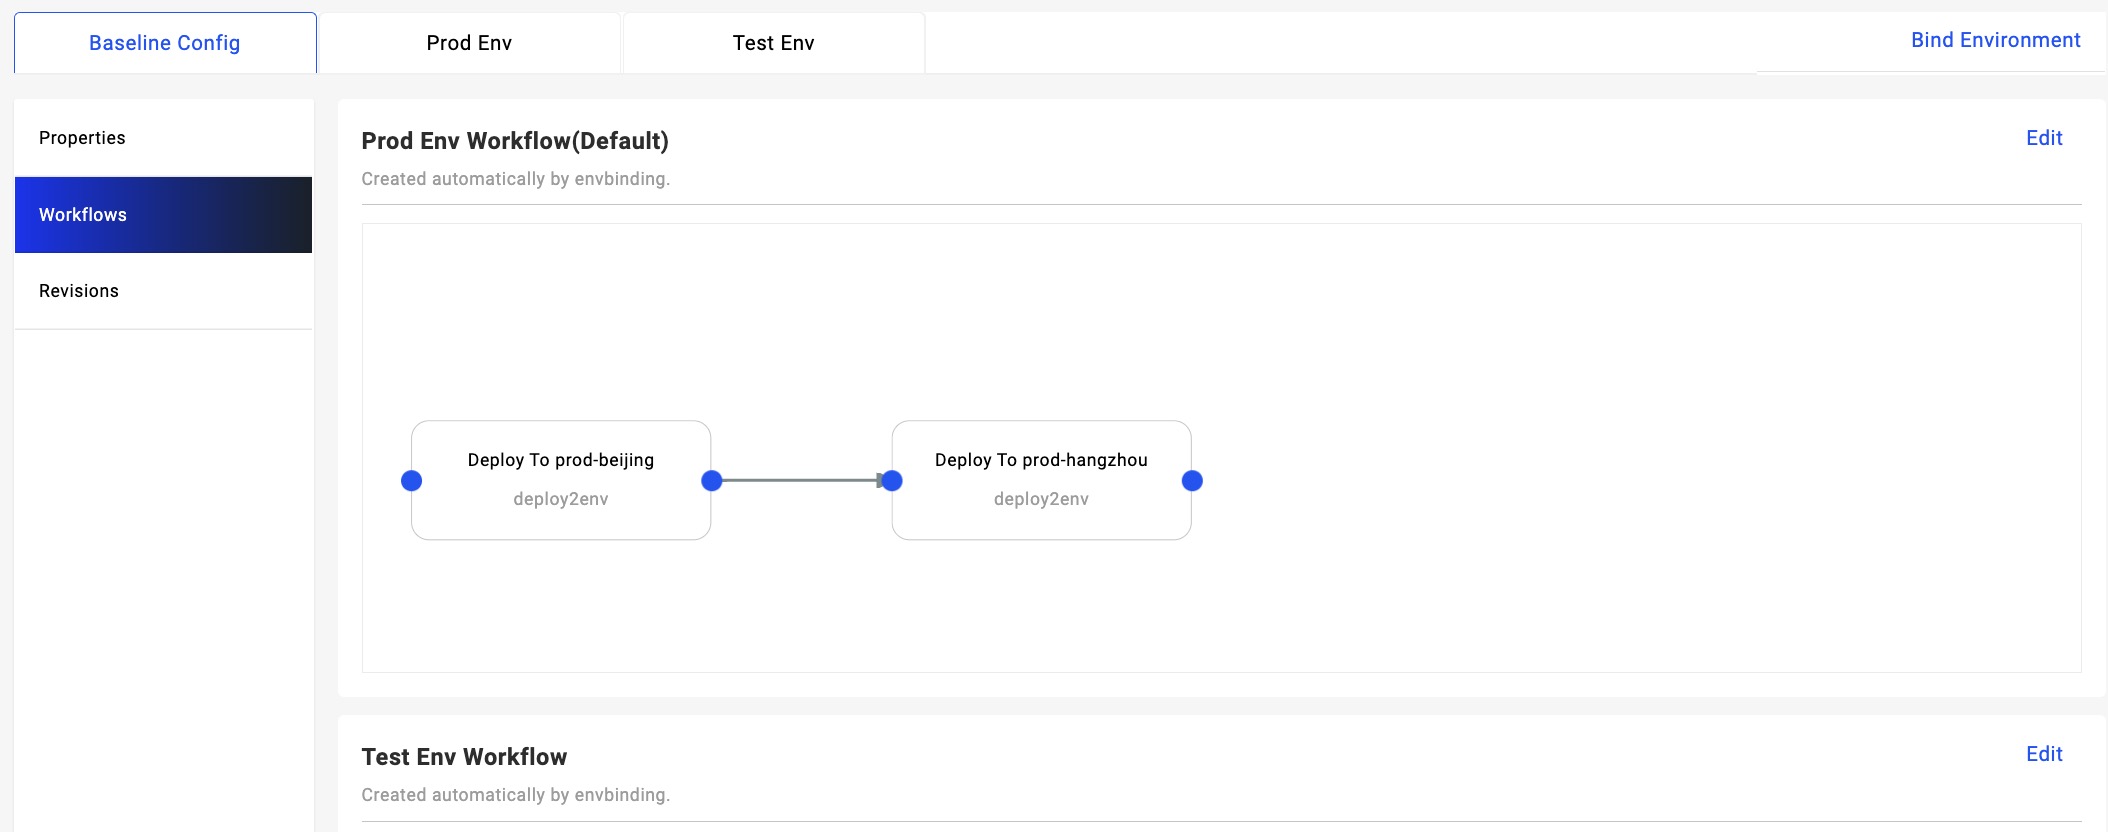 Baseline Config
Prod Env
Test Env
Bind Environment
Properties
Workflows
Revisions
Prod Env Workflow(Default)
Edit
Created automatically by envbinding.
Deploy To prod-beijing
deploy2env
Deploy To prod-hangzhou
deploy2env
Test Env Workflow
Edit
Created automatically by envbinding.